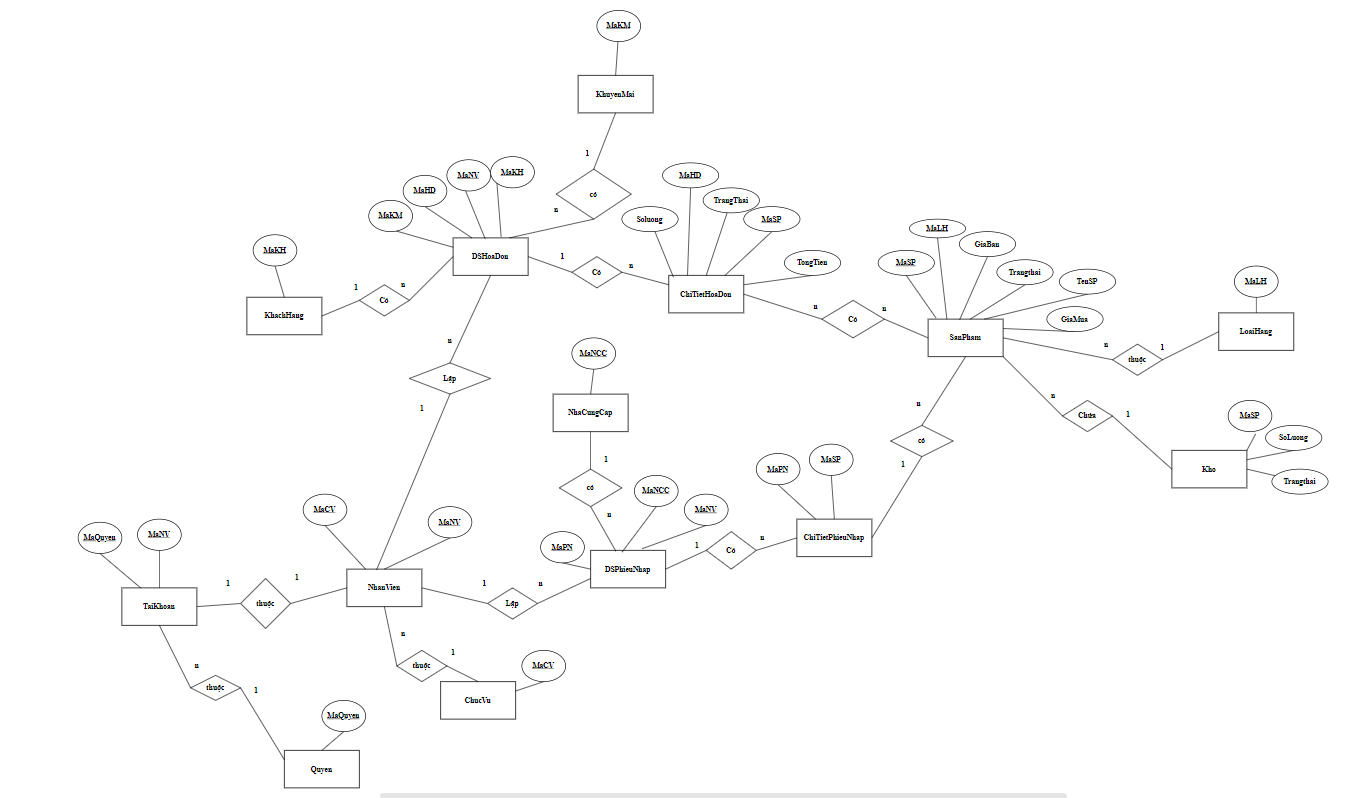 MaKM
KhuyenMai
1
có
n
MaKH
MaNV
MaHD
MaKM
DSHoaDon
MaKH
KhachHang
1
Có
n
1
Có
n
MaHD
TrangThai
Soluong
MaSP
TongTien
ChiTietHoaDon
n
Có
n
MaLH
GiaBan
MaSP
Trangthai
TenSP
GiaMua
SanPham
MaLH
LoaiHang
n
thuộc
1
n
Chứa
1
MaSP
SoLuong
Trangthai
Kho
n
Lập
1
MaNCC
NhaCungCap
1
có
n
n
có
1
MaPN
MaSP
ChiTietPhieuNhap
MaNCC
MaNV
MaPN
DSPhieuNhap
1
Có
n
MaCV
MaNV
NhanVien
MaQuyen
MaNV
TaiKhoan
1
thuộc
1
1
Lập
n
n
thuộc
1
MaCV
ChucVu
n
thuộc
1
MaQuyen
Quyen